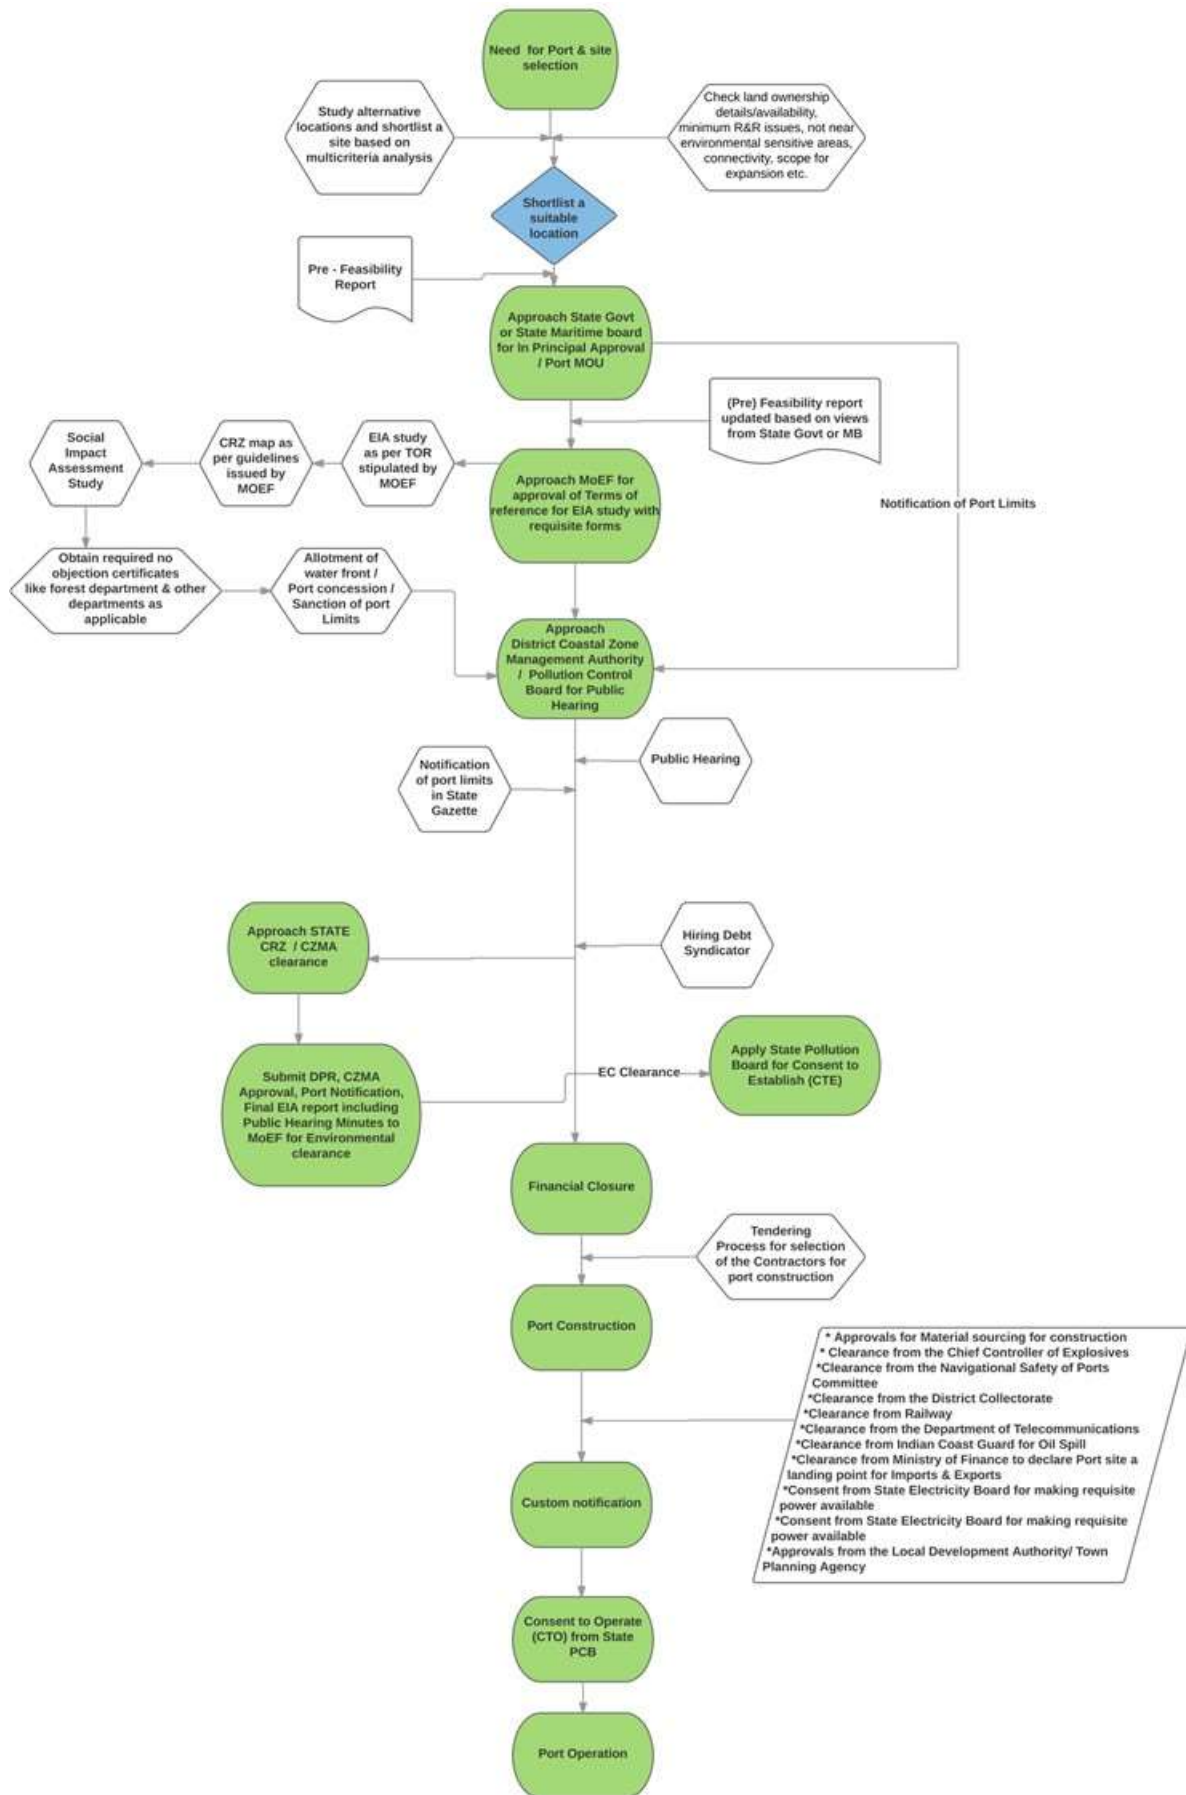 Need for Port & site
selection
Study alternative
locations and shortlist a
site based on
multicriteria analysis
Check land ownership
details/availability,
minimum R&R issues, not near
environmental sensitive areas,
connectivity, scope for
expansion etc.
Shortlist a
suitable
location
Pre - Feasibility
Report
Approach State Govt
or State Maritime board
for In Principal Approval
/ Port MOU
(Pre) Feasibility report
updated based on views
from State Govt or MB
Social
Impact
Assessment
Study
CRZ map as
per guidelines
issued by
MOEF
EIA study
as per TOR
stipulated by
MOEF
Approach MoEF for
approval of Terms of
reference for EIA study with
requisite forms
Notification of Port Limits
Obtain required no
objection certificates
like forest department & other
departments as
applicable
Allotment of
water front /
Port concession /
Sanction of port
Limits
Approach
District Coastal Zone
Management Authority
/ Pollution Control
Board for Public
Hearing
Public Hearing
Notification
of port limits
in State
Gazette
Approach STATE
CRZ / CZMA
clearance
Hiring Debt
Syndicator
Submit DPR, CZMA
Approval, Port Notification,
Final EIA report including
Public Hearing Minutes to
MoEF for Environmental
clearance
EC Clearance
Apply State Pollution
Board for Consent to
Establish (CTE)
Financial Closure
Tendering
Process for selection
of the Contractors for
port construction
Port Construction
* Approvals for Material sourcing for construction
* Clearance from the Chief Controller of Explosives
*Clearance from the Navigational Safety of Ports
Committee
*Clearance from the District Collectorate
*Clearance from Railway
*Clearance from the Department of Telecommunications
*Clearance from Indian Coast Guard for Oil Spill
*Clearance from Ministry of Finance to declare Port site a
landing point for Imports & Exports
*Consent from State Electricity Board for making requisite
power available
*Consent from State Electricity Board for making requisite
power available
*Approvals from the Local Development Authority/ Town
Planning Agency
Custom notification
Consent to Operate
(CTO) from State
PCB
Port Operation